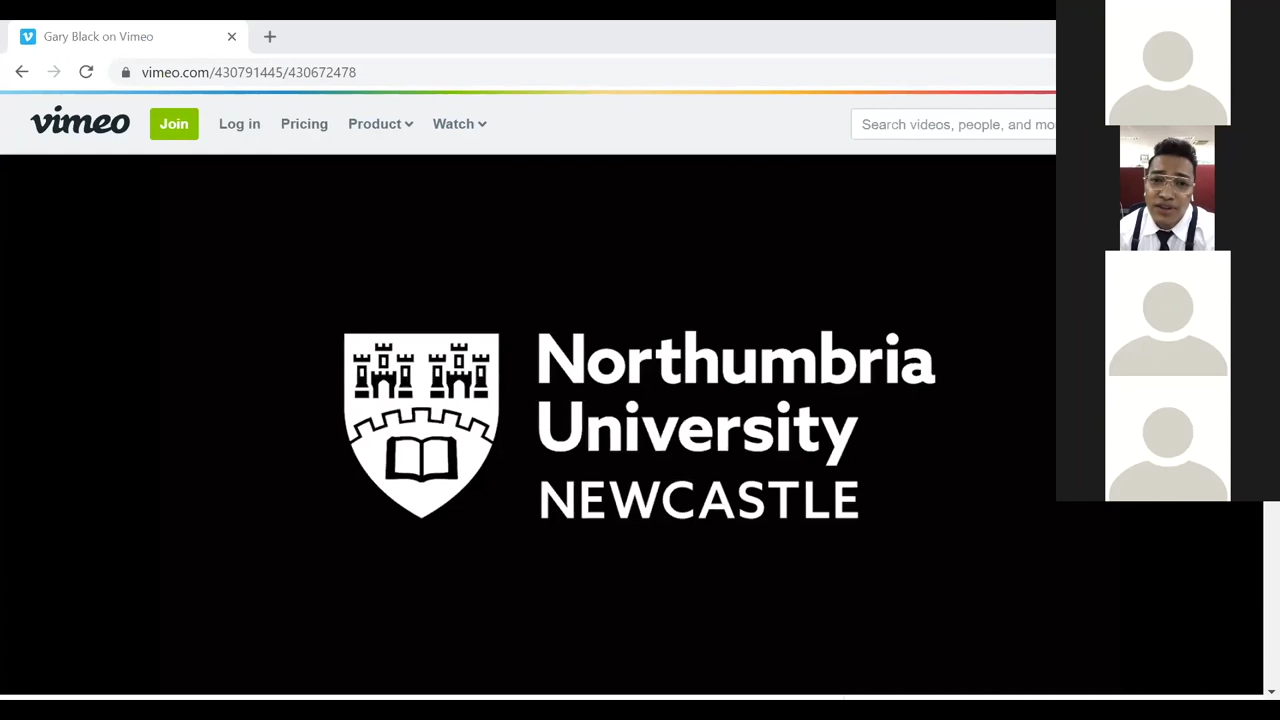 Gary Black on Vimeo
vimeo.com/430791445/430672478
vimeo
Join
Log in
Pricing
Product
Watch
Search videos, people, and mo
Northumbria
University
NEWCASTLE